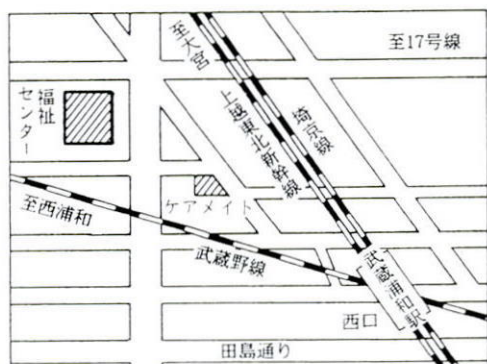 至大宮
至17号線
福祉
センター
上越東北新幹線
埼京線
ケアメイト
至西浦和
武蔵野線
武蔵浦和駅
西口
田島通り